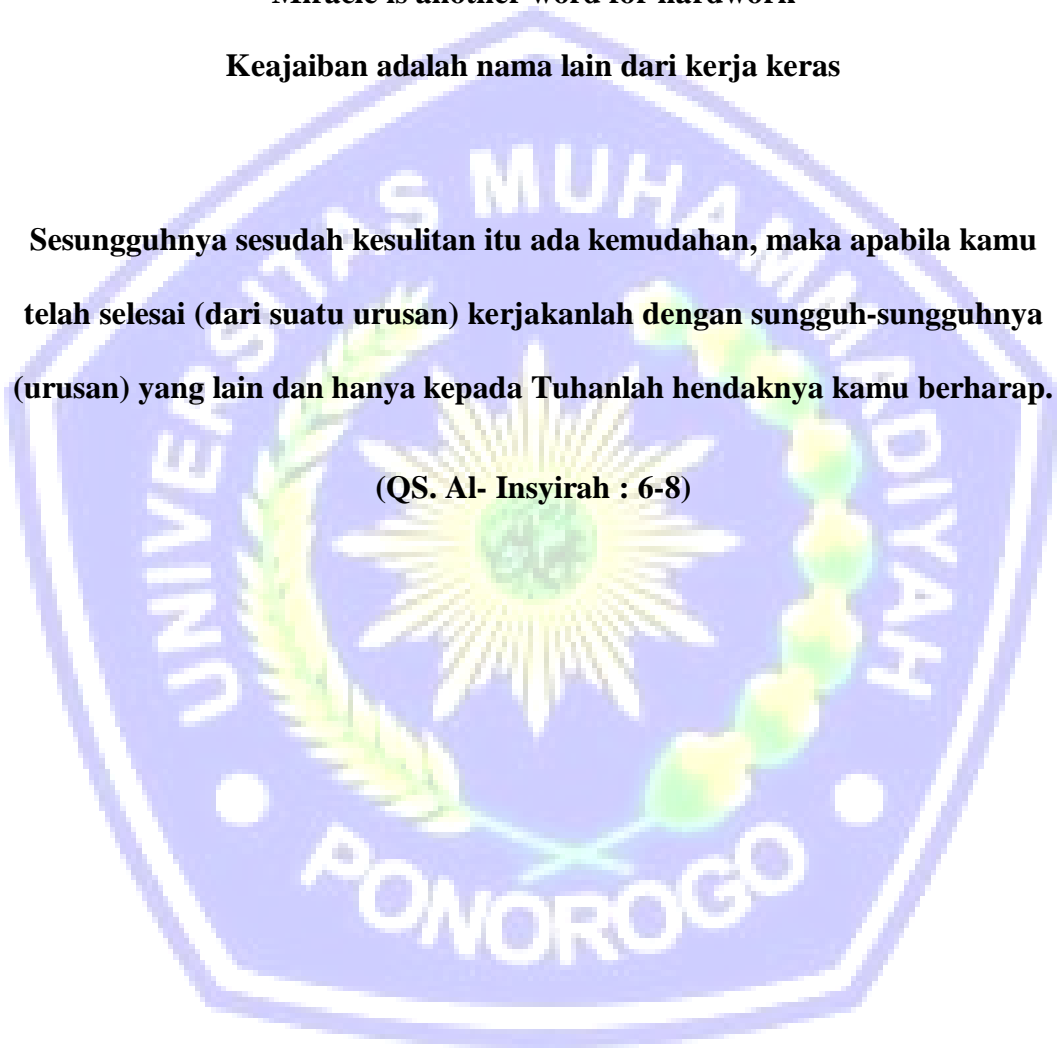 Miracle is another word for hardwork
Keajaiban adalah nama lain dari kerja keras
Sesungguhnya sesudah kesulitan itu ada kemudahan, maka apabila kamu
telah selesai (dari suatu urusan) kerjakanlah dengan sungguh-sungguhnya
(urusan) yang lain dan hanya kepada Tuhanlah hendaknya kamu berharap.
(QS. Al- Insyirah : 6-8)
UNIVERSITAS MUHAMMADIYAH
PONOROGO